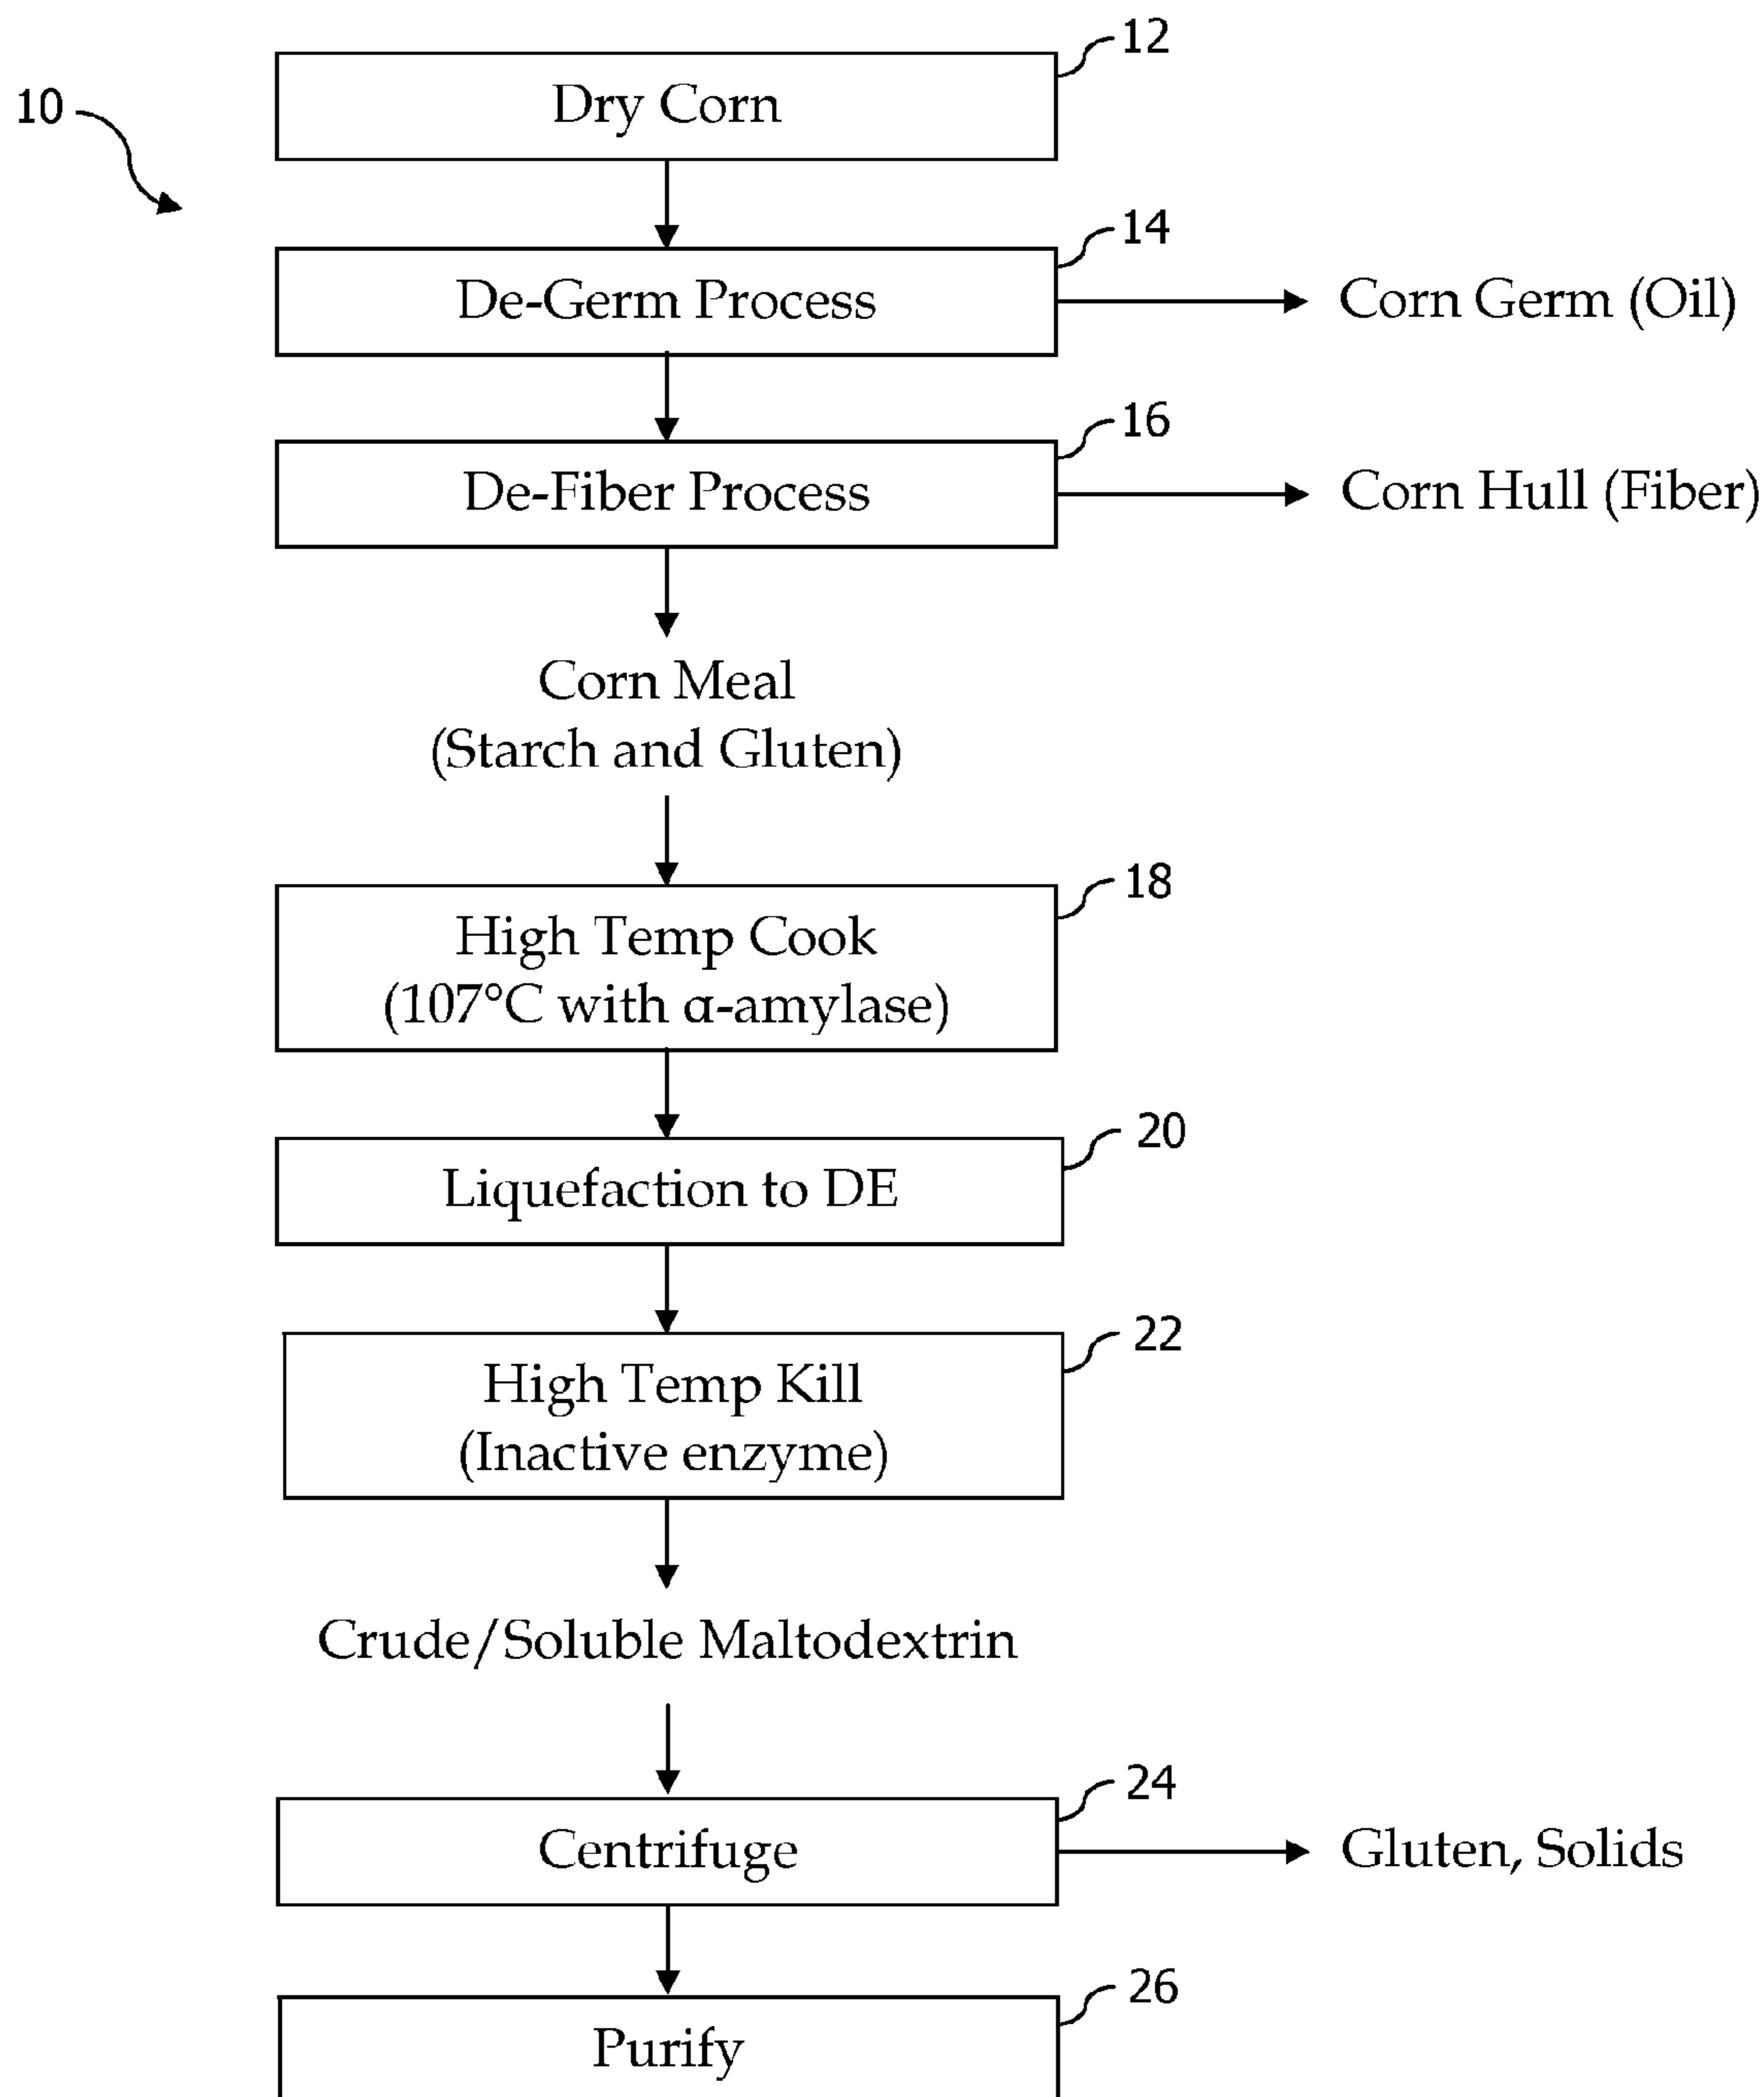 12
10
Dry Corn
14
De-Germ Process
Corn Germ (Oil)
16
De-Fiber Process
Corn Hull (Fiber)
Corn Meal
(Starch and Gluten)
18
High Temp Cook
(107°C with α-amylase)
20
Liquefaction to DE
22
High Temp Kill
(Inactive enzyme)
Crude/Soluble Maltodextrin
24
Centrifuge
Gluten, Solids
26
Purify